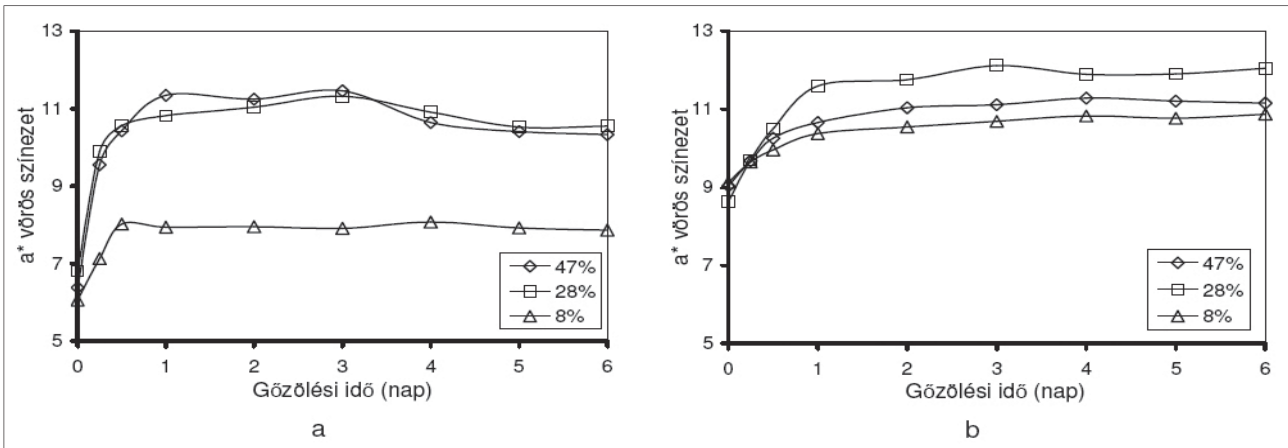 13
11
9
7
5
a* vörös színezet
47%
28%
8%
0 1 2 3 4 5 6
Gőzölési idő (nap)
a
13
11
9
7
5
a* vörös színezet
47%
28%
8%
0 1 2 3 4 5 6
Gőzölési idő (nap)
b